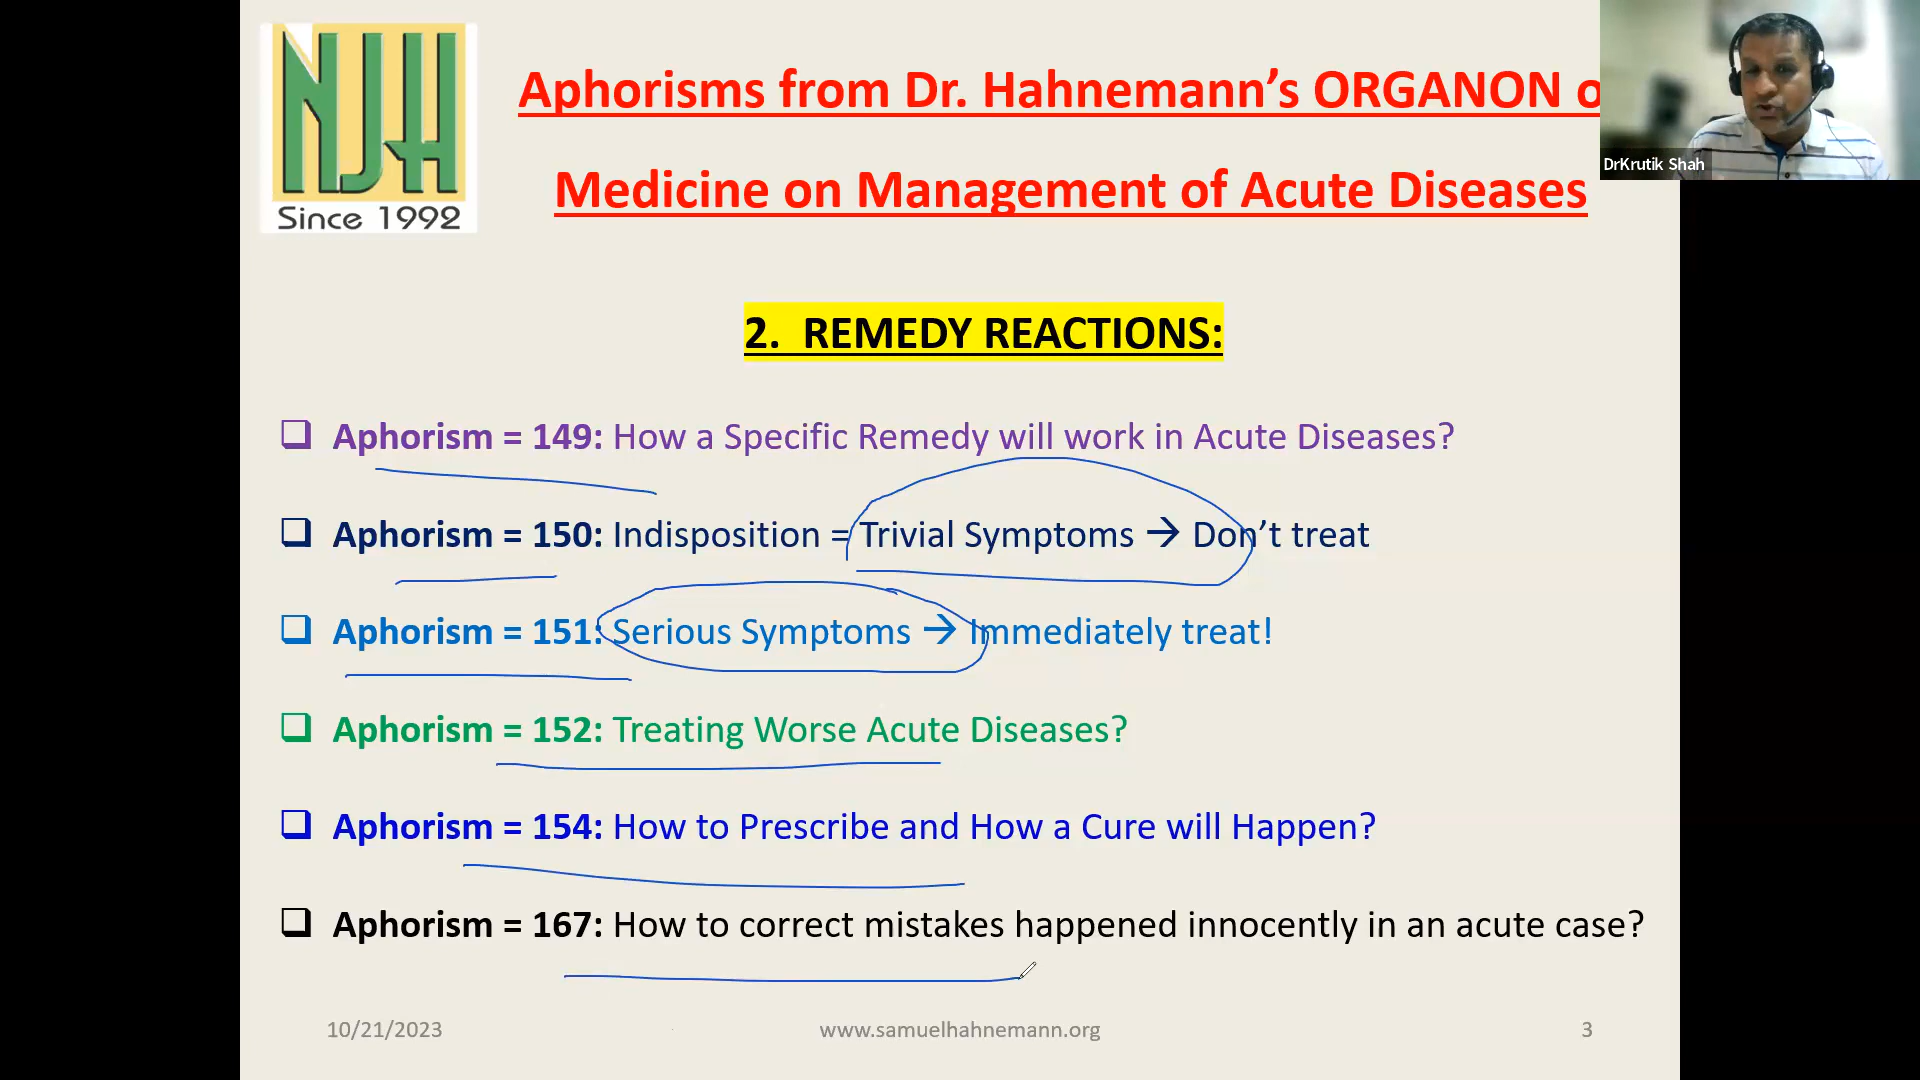 NJH
Since 1992
Aphorisms from Dr. Hahnemann's ORGANON o
Medicine on Management of Acute Diseases
DrKrutik Shah
2. REMEDY REACTIONS:
❑ Aphorism = 149: How a Specific Remedy will work in Acute Diseases?
❑ Aphorism = 150: Indisposition = Trivial Symptoms → Don't treat
❑ Aphorism = 151: Serious Symptoms → Immediately treat!
❑ Aphorism = 152: Treating Worse Acute Diseases?
❑ Aphorism = 154: How to Prescribe and How a Cure will Happen?
❑ Aphorism = 167: How to correct mistakes happened innocently in an acute case?
10/21/2023 www.samuelhahnemann.org 3